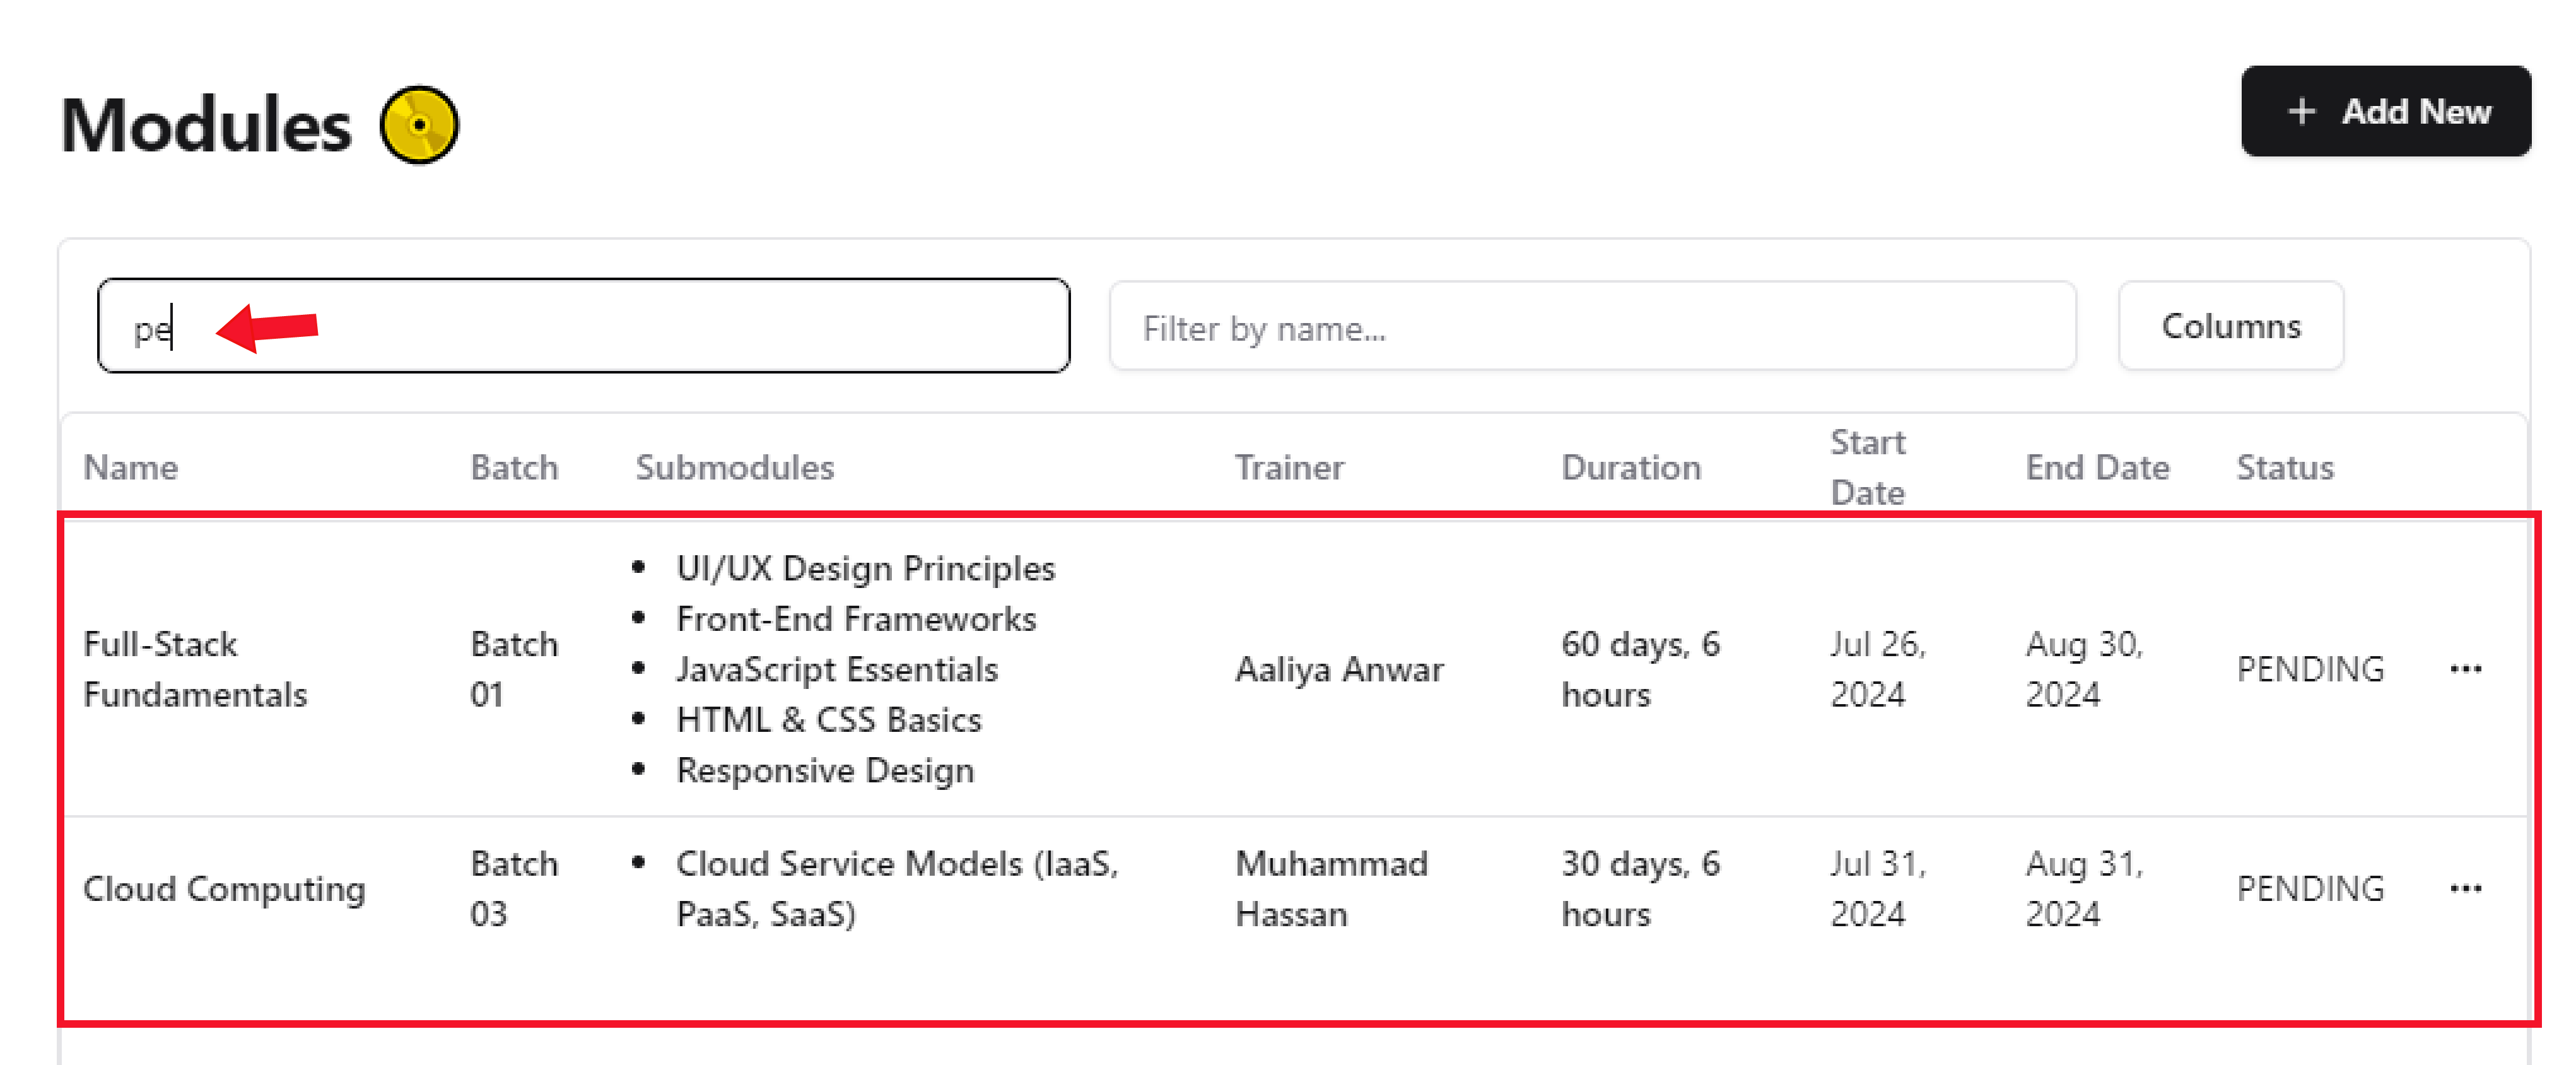 Modules
+ Add New
pe
Filter by name...
Columns
Name Batch Submodules Trainer Duration Start Date End Date Status
Full-Stack Fundamentals
Batch 01
• UI/UX Design Principles
• Front-End Frameworks
• JavaScript Essentials
• HTML & CSS Basics
• Responsive Design
Aaliya Anwar
60 days, 6 hours
Jul 26, 2024
Aug 30, 2024
PENDING
...
Cloud Computing
Batch 03
• Cloud Service Models (IaaS,
PaaS, SaaS)
Muhammad Hassan
30 days, 6 hours
Jul 31, 2024
Aug 31, 2024
PENDING
...